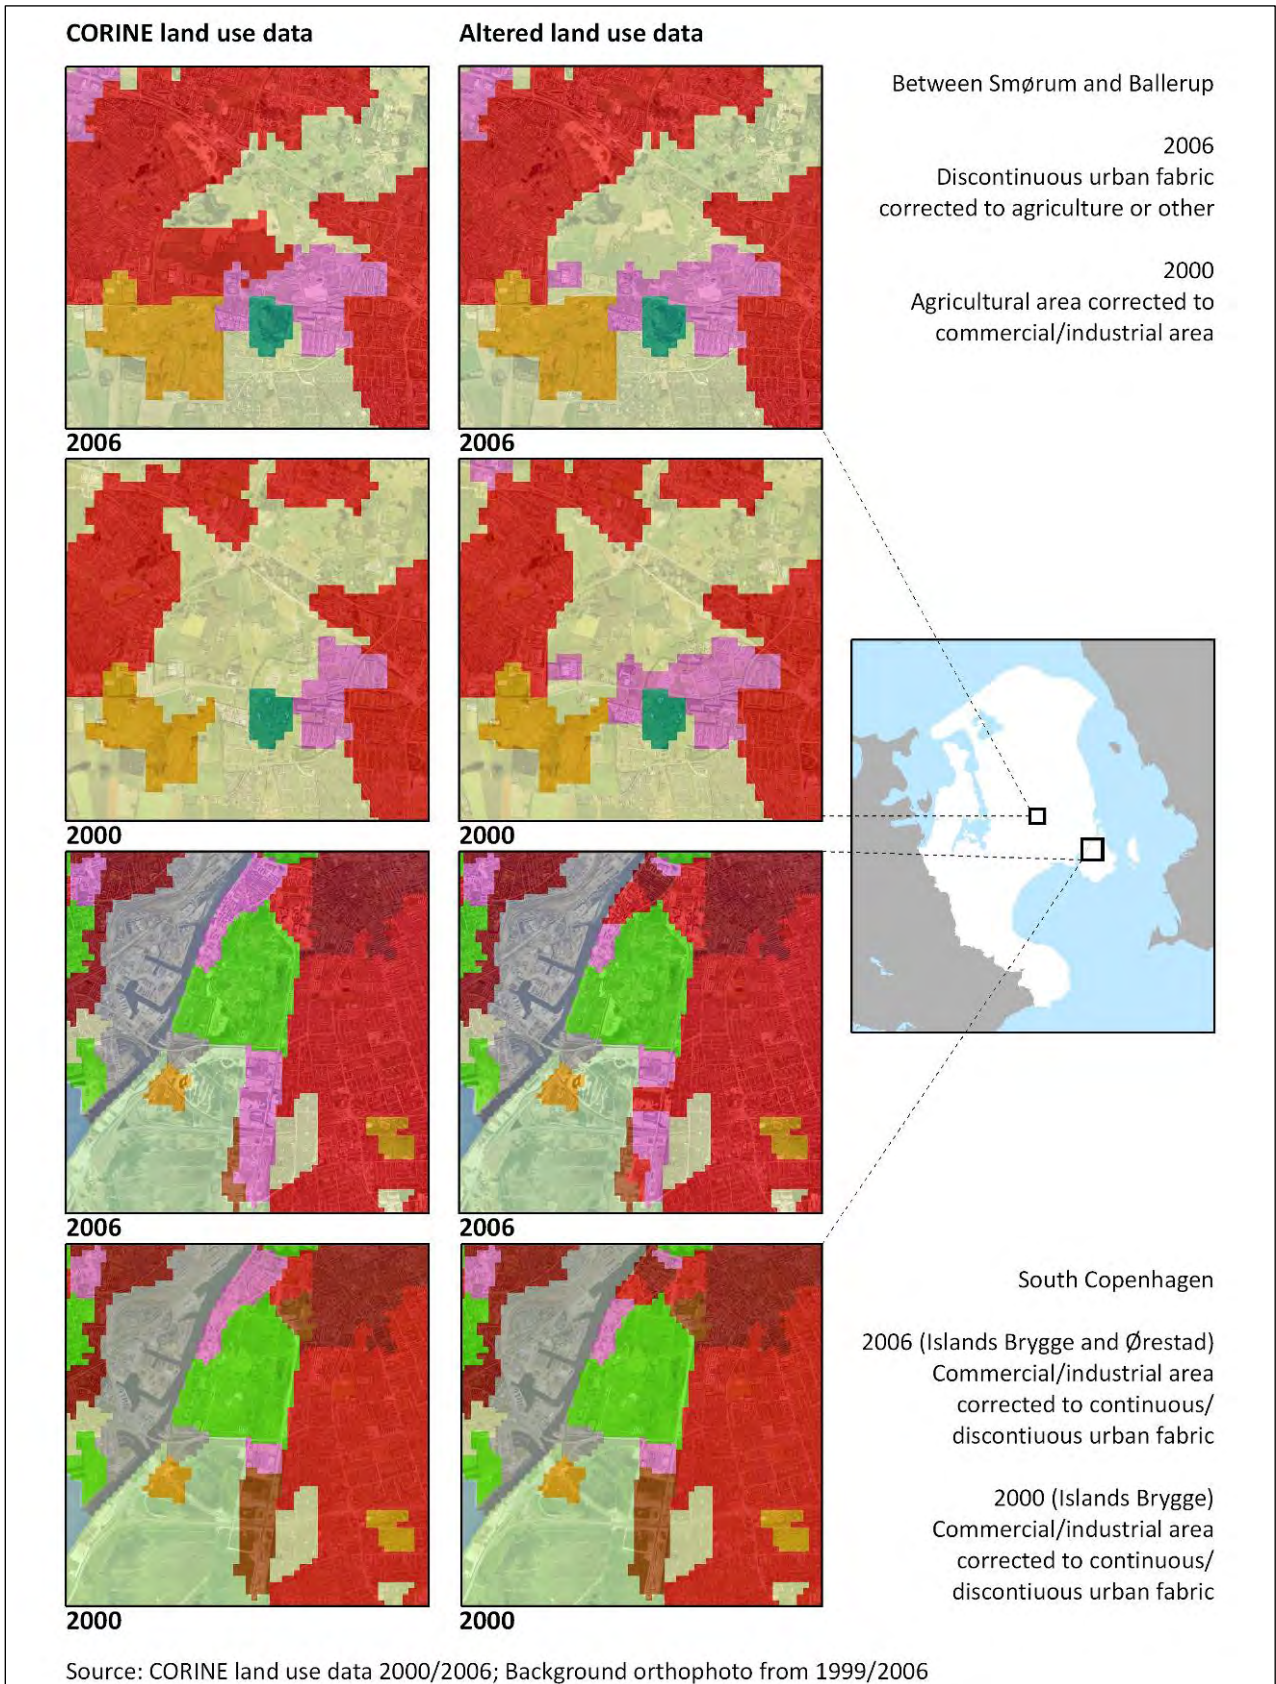 CORINE land use data
Altered land use data
Between Smørum and Ballerup
2006
Discontinuous urban fabric
corrected to agriculture or other
2000
Agricultural area corrected to
commercial/industrial area
2006
2006
2000
2000
2006
2006
South Copenhagen
2006 (Islands Brygge and Ørestad)
Commercial/industrial area
corrected to continuous/
discontiuous urban fabric
2000 (Islands Brygge)
Commercial/industrial area
corrected to continuous/
discontiuous urban fabric
2000
2000
Source: CORINE land use data 2000/2006; Background orthophoto from 1999/2006